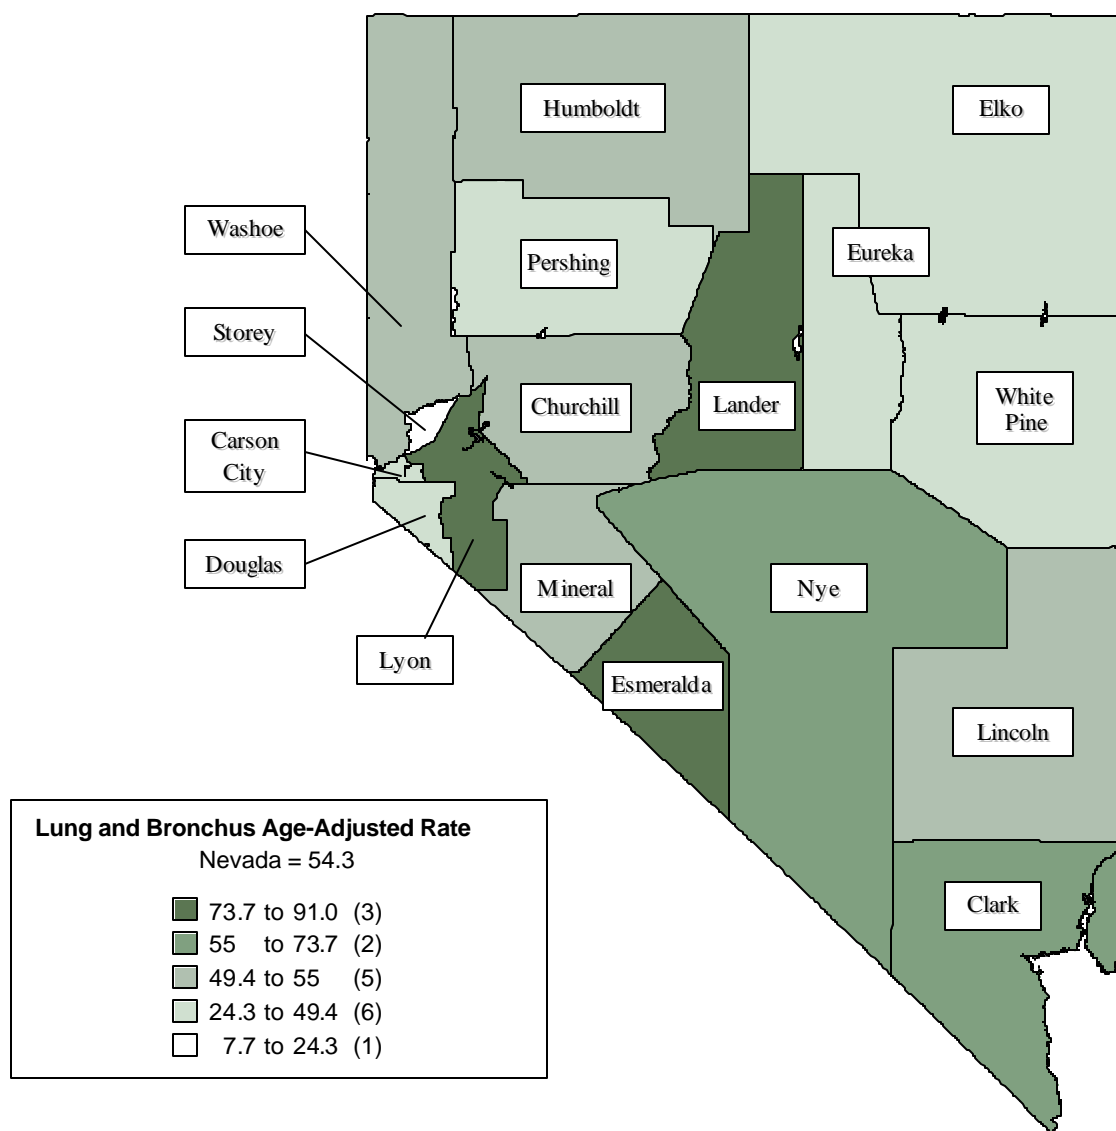 Humboldt
Elko
Washoe
Pershing
Eureka
Storey
Churchill
Lander
White
Pine
Carson
City
Douglas
Mineral
Nye
Lyon
Esmeralda
Lincoln
Clark
Lung and Bronchus Age-Adjusted Rate
Nevada = 54.3
73.7 to 91.0 (3)
55 to 73.7 (2)
49.4 to 55 (5)
24.3 to 49.4 (6)
7.7 to 24.3 (1)